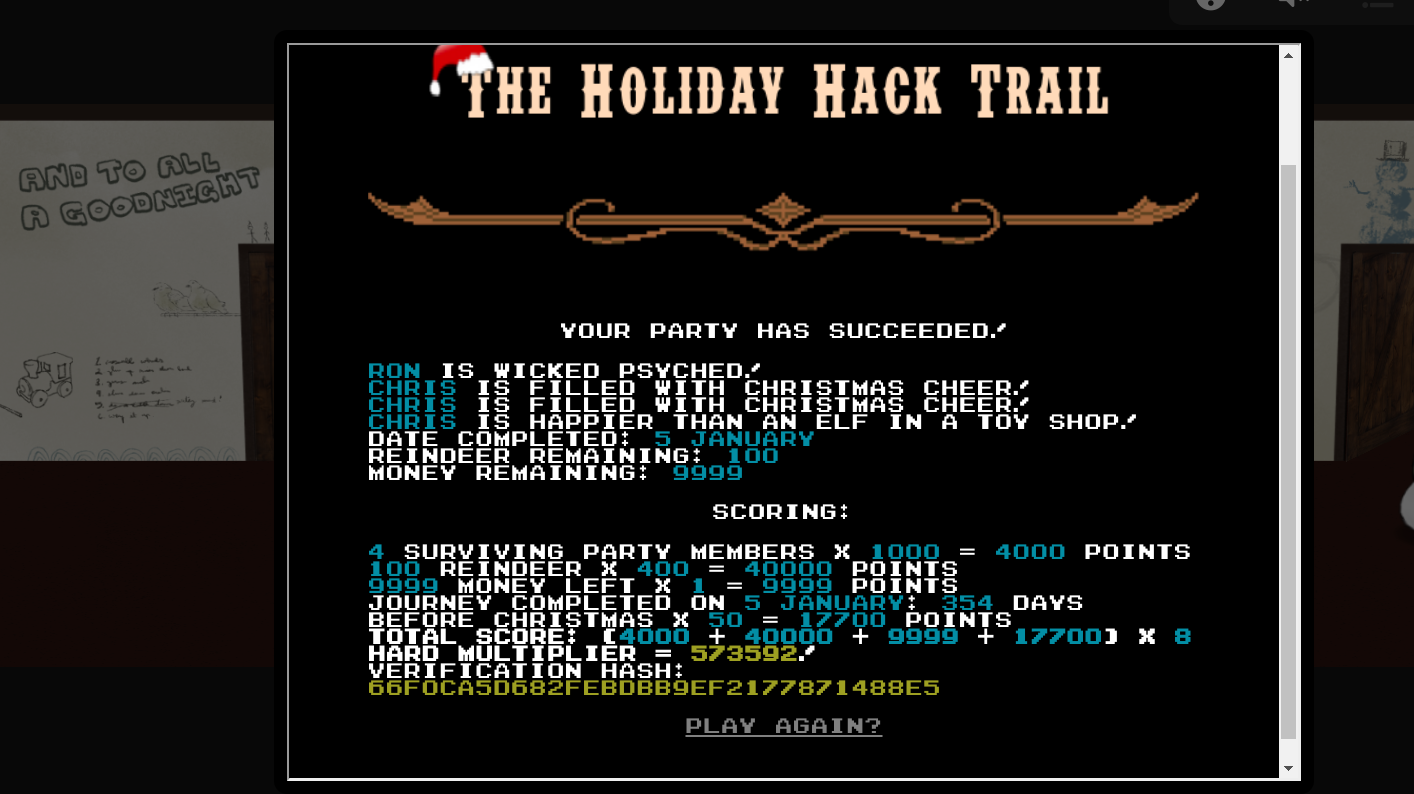 THE HOLIDAY HACK TRAIL
AND TO ALL
A GOODNIGHT
YOUR PARTY HAS SUCCEEDED!
RON IS WICKED PSYCHED!
CHRIS IS FILLED WITH CHRISTMAS CHEER!
CHRIS IS FILLED WITH CHRISTMAS CHEER!
CHRIS IS HAPPIER THAN AN ELF IN A TOY SHOP!
DATE COMPLETED: 5 JANUARY
REINDEER REMAINING: 100
MONEY REMAINING: 9999
SCORING:
4 SURVIVING PARTY MEMBERS X 1000 = 4000 POINTS
100 REINDEER X 400 = 40000 POINTS
9999 MONEY LEFT X 1 = 9999 POINTS
JOURNEY COMPLETED ON 5 JANUARY: 354 DAYS
BEFORE CHRISTMAS X 50 = 17700 POINTS
TOTAL SCORE: (4000 + 40000 + 9999 + 17700) X 8
HARD MULTIPLIER = 573592!
VERIFICATION HASH:
66F0CA5D682FEBDBB9EF2177871488E5
PLAY AGAIN?